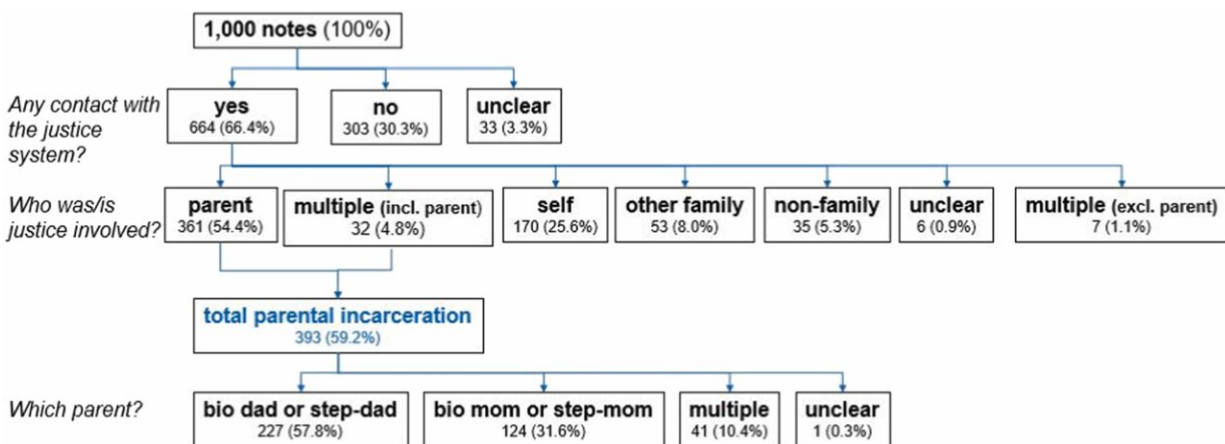 1,000 notes (100%)
Any contact with
the justice
system?
yes
664 (66.4%)
no
303 (30.3%)
unclear
33 (3.3%)
Who was/is
justice involved?
parent
361 (54.4%)
multiple (incl. parent)
32 (4.8%)
self
170 (25.6%)
other family
53 (8.0%)
non-family
35 (5.3%)
unclear
6 (0.9%)
multiple (excl. parent)
7 (1.1%)
total parental incarceration
393 (59.2%)
Which parent?
bio dad or step-dad
227 (57.8%)
bio mom or step-mom
124 (31.6%)
multiple
41 (10.4%)
unclear
1 (0.3%)